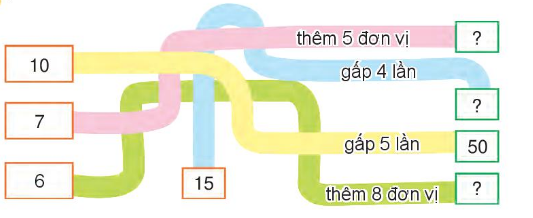 thêm 5 đơn vị ?
10
gấp 4 lần
?
7
gấp 5 lần 50
6
15
thêm 8 đơn vị ?